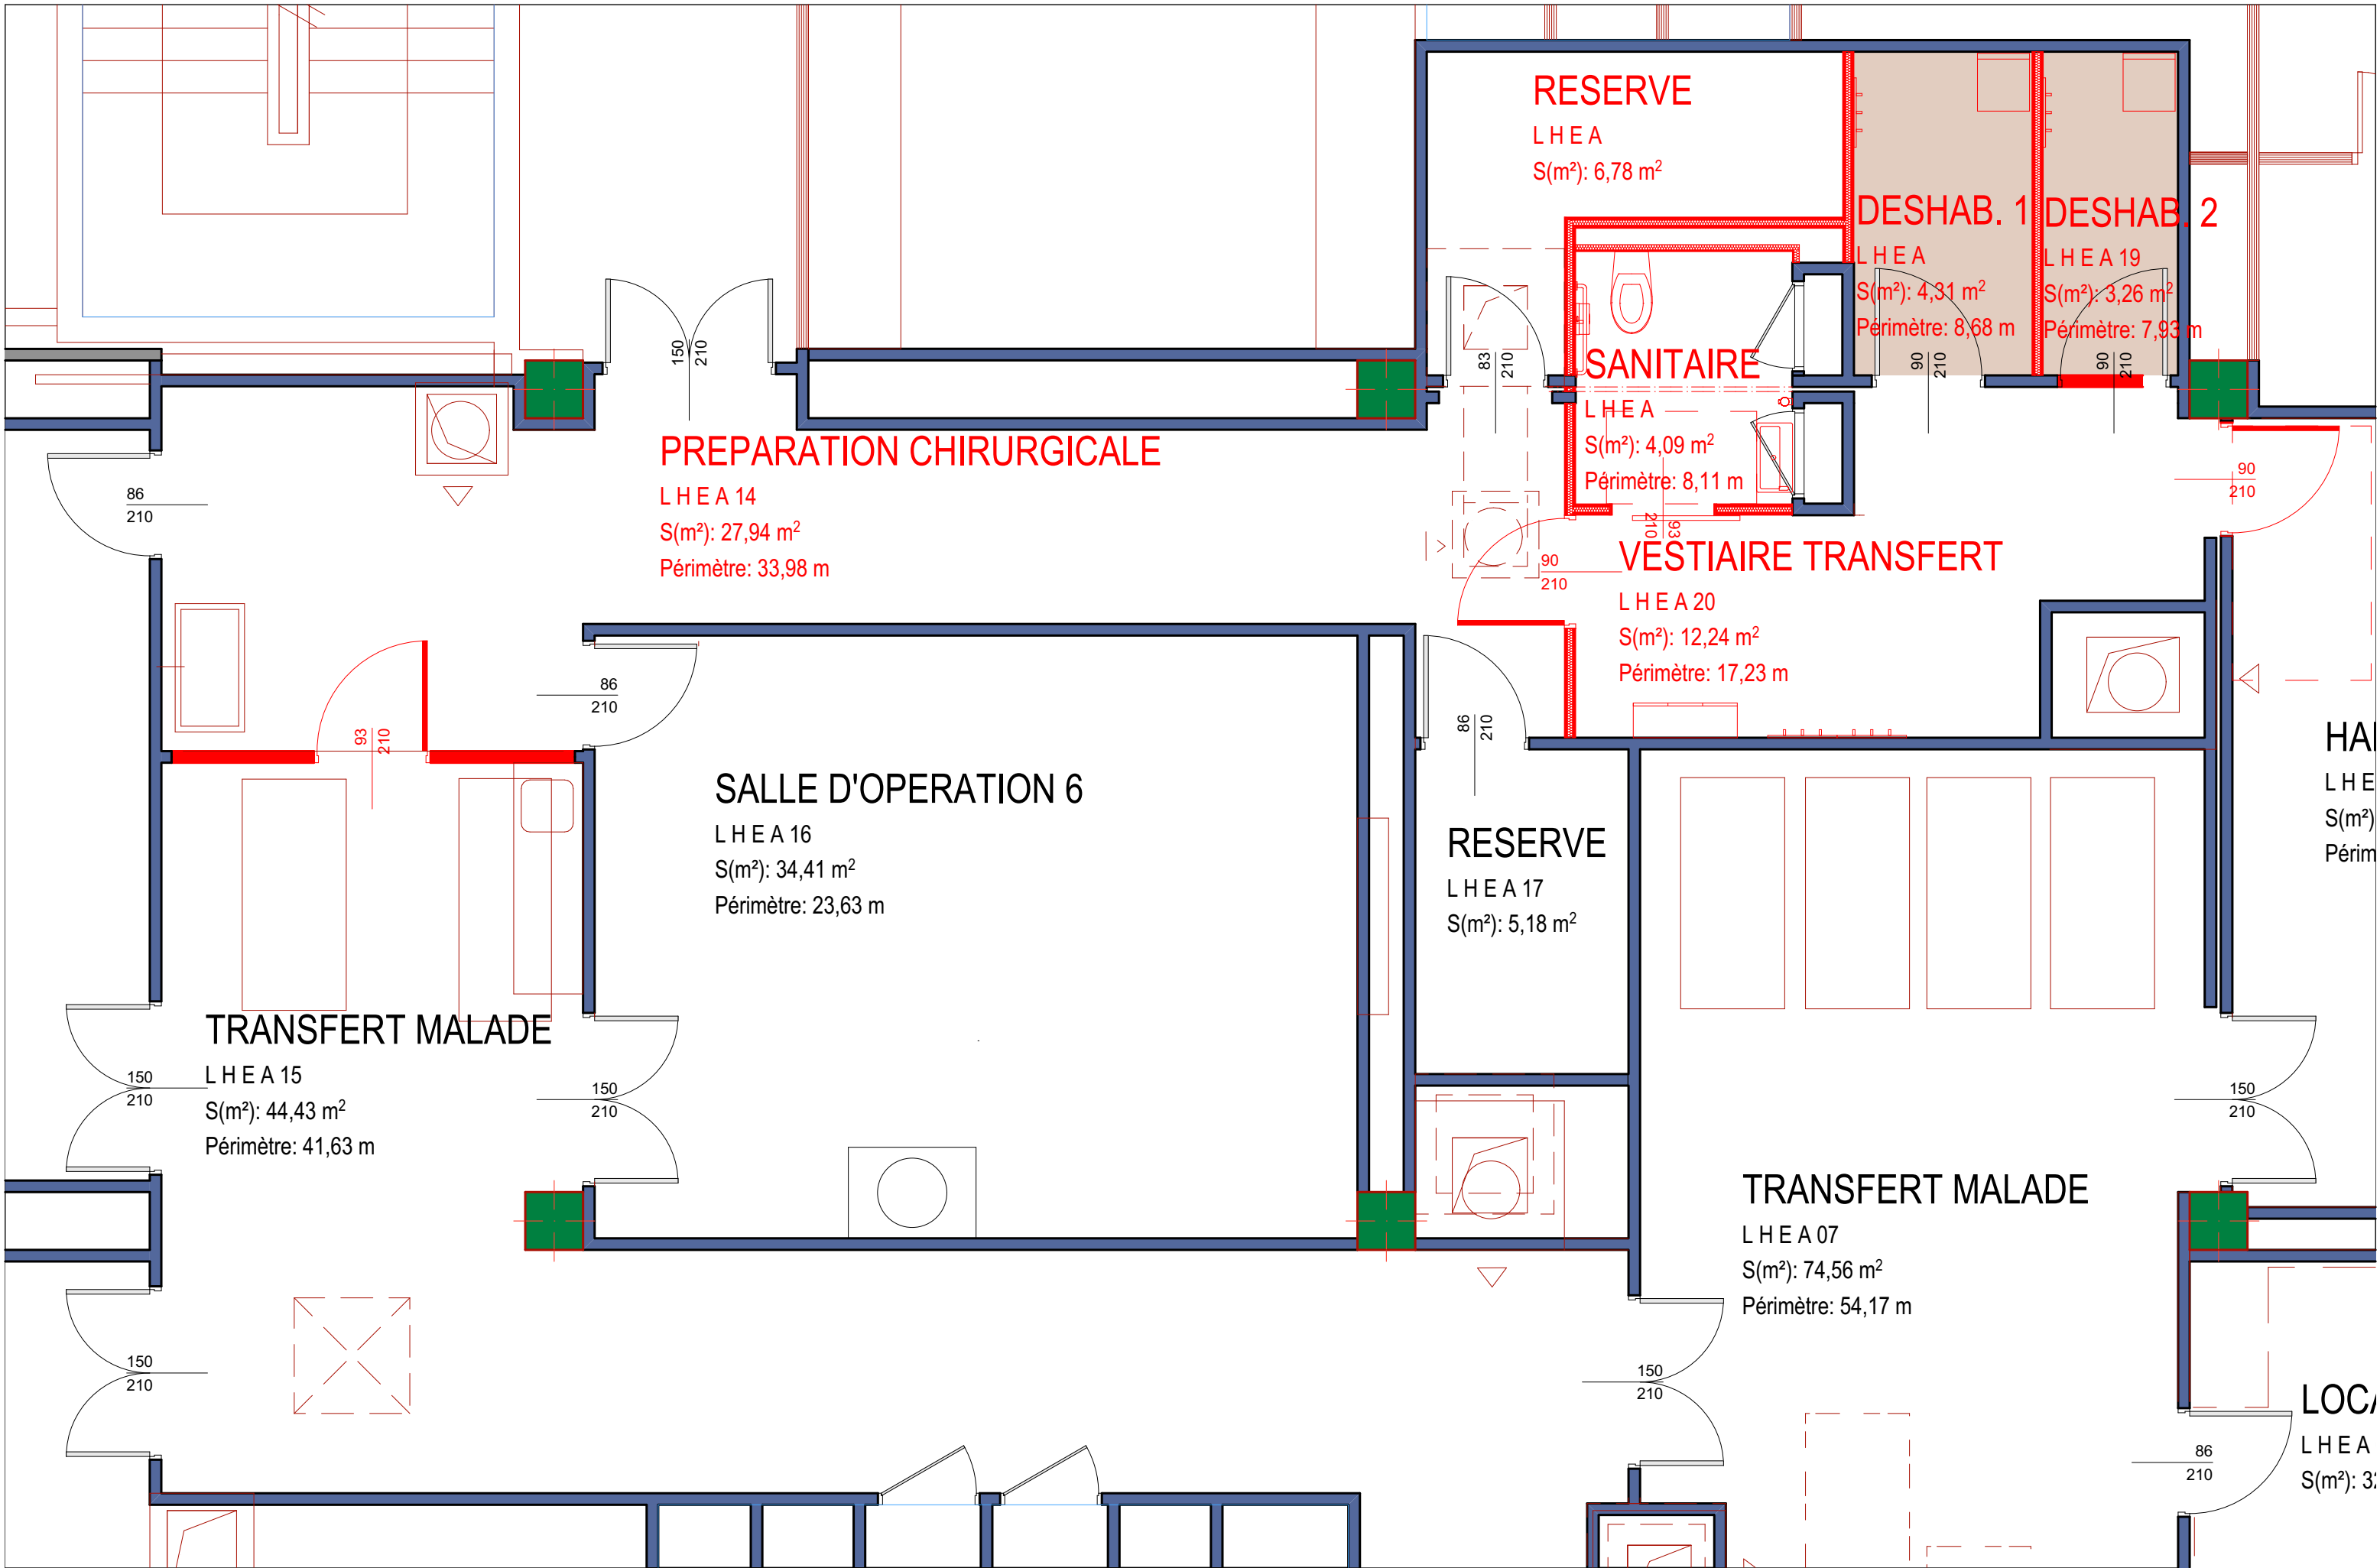 RESERVE
L H E A
S(m²): 6,78 m²
DESHAB. 1
L H E A
S(m²): 4,31 m²
Périmètre: 8,68 m
DESHAB. 2
L H E A 19
S(m²): 3,26 m²
Périmètre: 7,93 m
150
210
83
210
90
210
90
210
SANITAIRE
L H E A
S(m²): 4,09 m²
Périmètre: 8,11 m
PREPARATION CHIRURGICALE
L H E A 14
S(m²): 27,94 m²
Périmètre: 33,98 m
86
210
90
210
93
210
90
210
VESTIAIRE TRANSFERT
L H E A 20
S(m²): 12,24 m²
Périmètre: 17,23 m
86
210
93
210
86
210
SALLE D'OPERATION 6
L H E A 16
S(m²): 34,41 m²
Périmètre: 23,63 m
RESERVE
L H E A 17
S(m²): 5,18 m²
L H E
S(m²)
TRANSFERT MALADE
L H E A 15
S(m²): 44,43 m²
Périmètre: 41,63 m
150
210
150
210
150
210
TRANSFERT MALADE
L H E A 07
S(m²): 74,56 m²
Périmètre: 54,17 m
150
210
150
210
86
210
L H E A
S(m²):